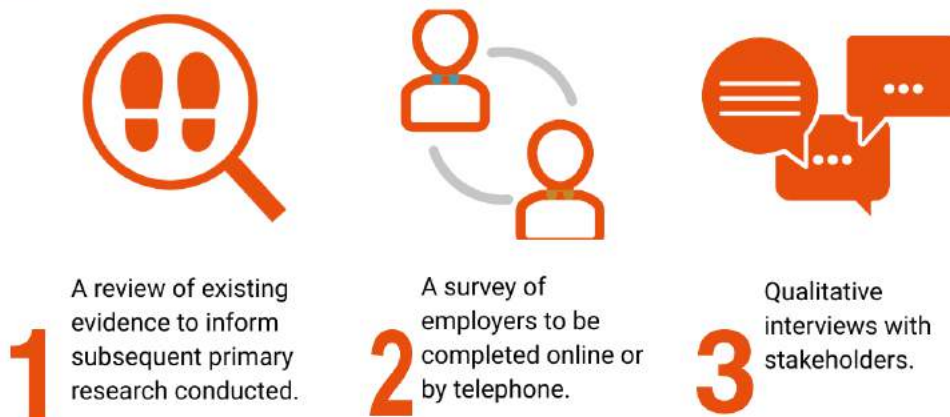 1
A review of existing
evidence to inform
subsequent primary
research conducted.
2
A survey of
employers to be
completed online or
by telephone.
3
Qualitative
interviews with
stakeholders.